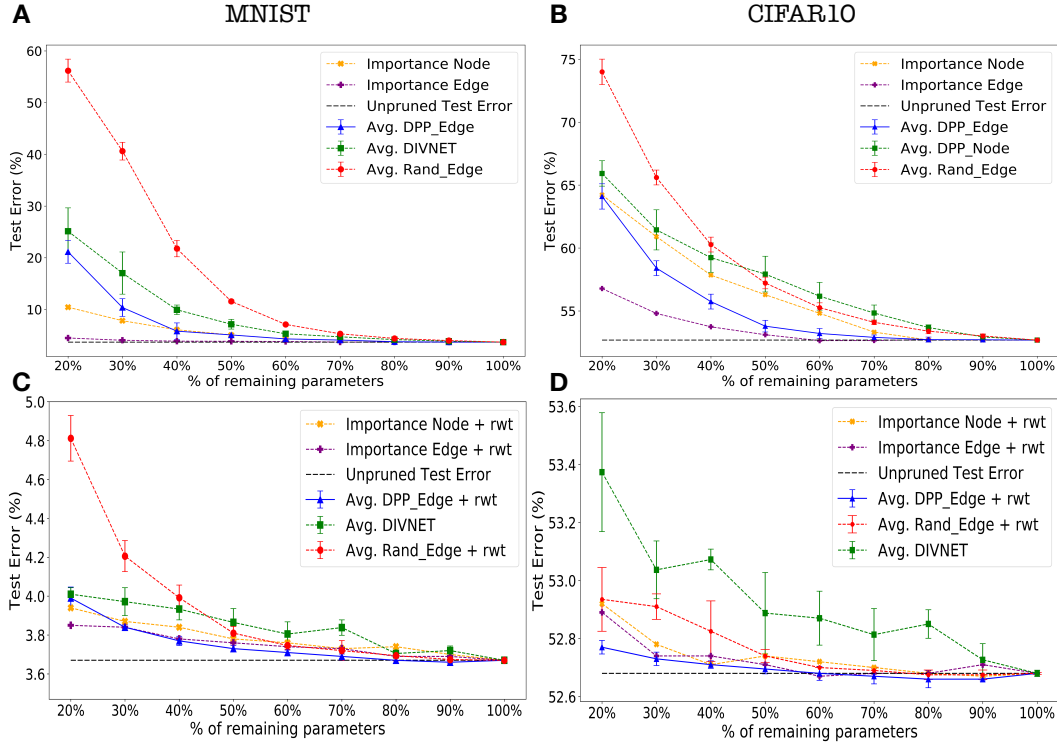 A
MNIST
B
CIFAR10
60
50
40
30
20
10
Test Error (%)
Importance Node
Importance Edge
Unpruned Test Error
Avg. DPP_Edge
Avg. DIVNET
Avg. Rand_Edge
20%
30%
40%
50%
60%
70%
80%
90%
100%
% of remaining parameters
75
70
65
60
55
Test Error (%)
Importance Node
Importance Edge
Unpruned Test Error
Avg. DPP_Edge
Avg. DPP_Node
Avg. Rand_Edge
20%
30%
40%
50%
60%
70%
80%
90%
100%
% of remaining parameters
C
5.0
4.8
4.6
4.4
4.2
4.0
3.8
3.6
Test Error (%)
Importance Node + rwt
Importance Edge + rwt
Unpruned Test Error
Avg. DPP_Edge + rwt
Avg. DIVNET
Avg. Rand_Edge + rwt
20%
30%
40%
50%
60%
70%
80%
90%
100%
% of remaining parameters
D
53.6
53.4
53.2
53.0
52.8
52.6
Test Error (%)
Importance Node + rwt
Importance Edge + rwt
Unpruned Test Error
Avg. DPP_Edge + rwt
Avg. Rand_Edge + rwt
Avg. DIVNET
20%
30%
40%
50%
60%
70%
80%
90%
100%
% of remaining parameters